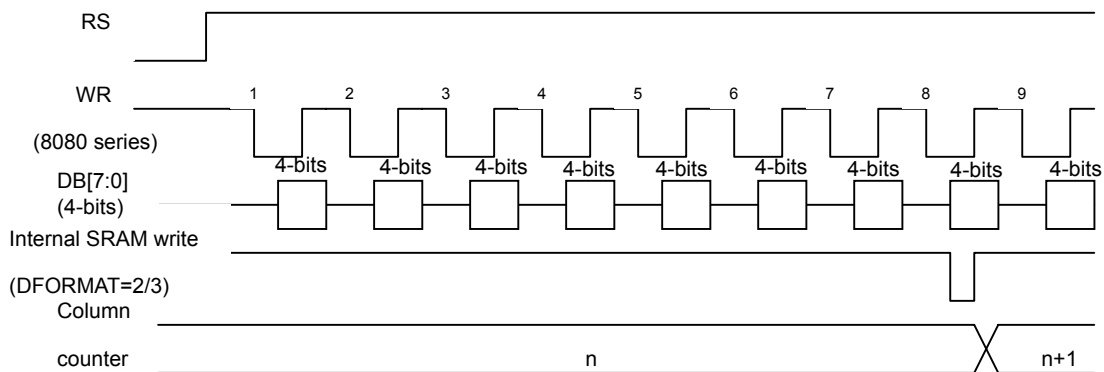 RS
WR 1 2 3 4 5 6 7 8 9
(8080 series)
4-bits 4-bits 4-bits 4-bits 4-bits 4-bits 4-bits 4-bits 4-bits
DB[7:0]
(4-bits)
Internal SRAM write
(DFORMAT=2/3)
Column
counter n n+1